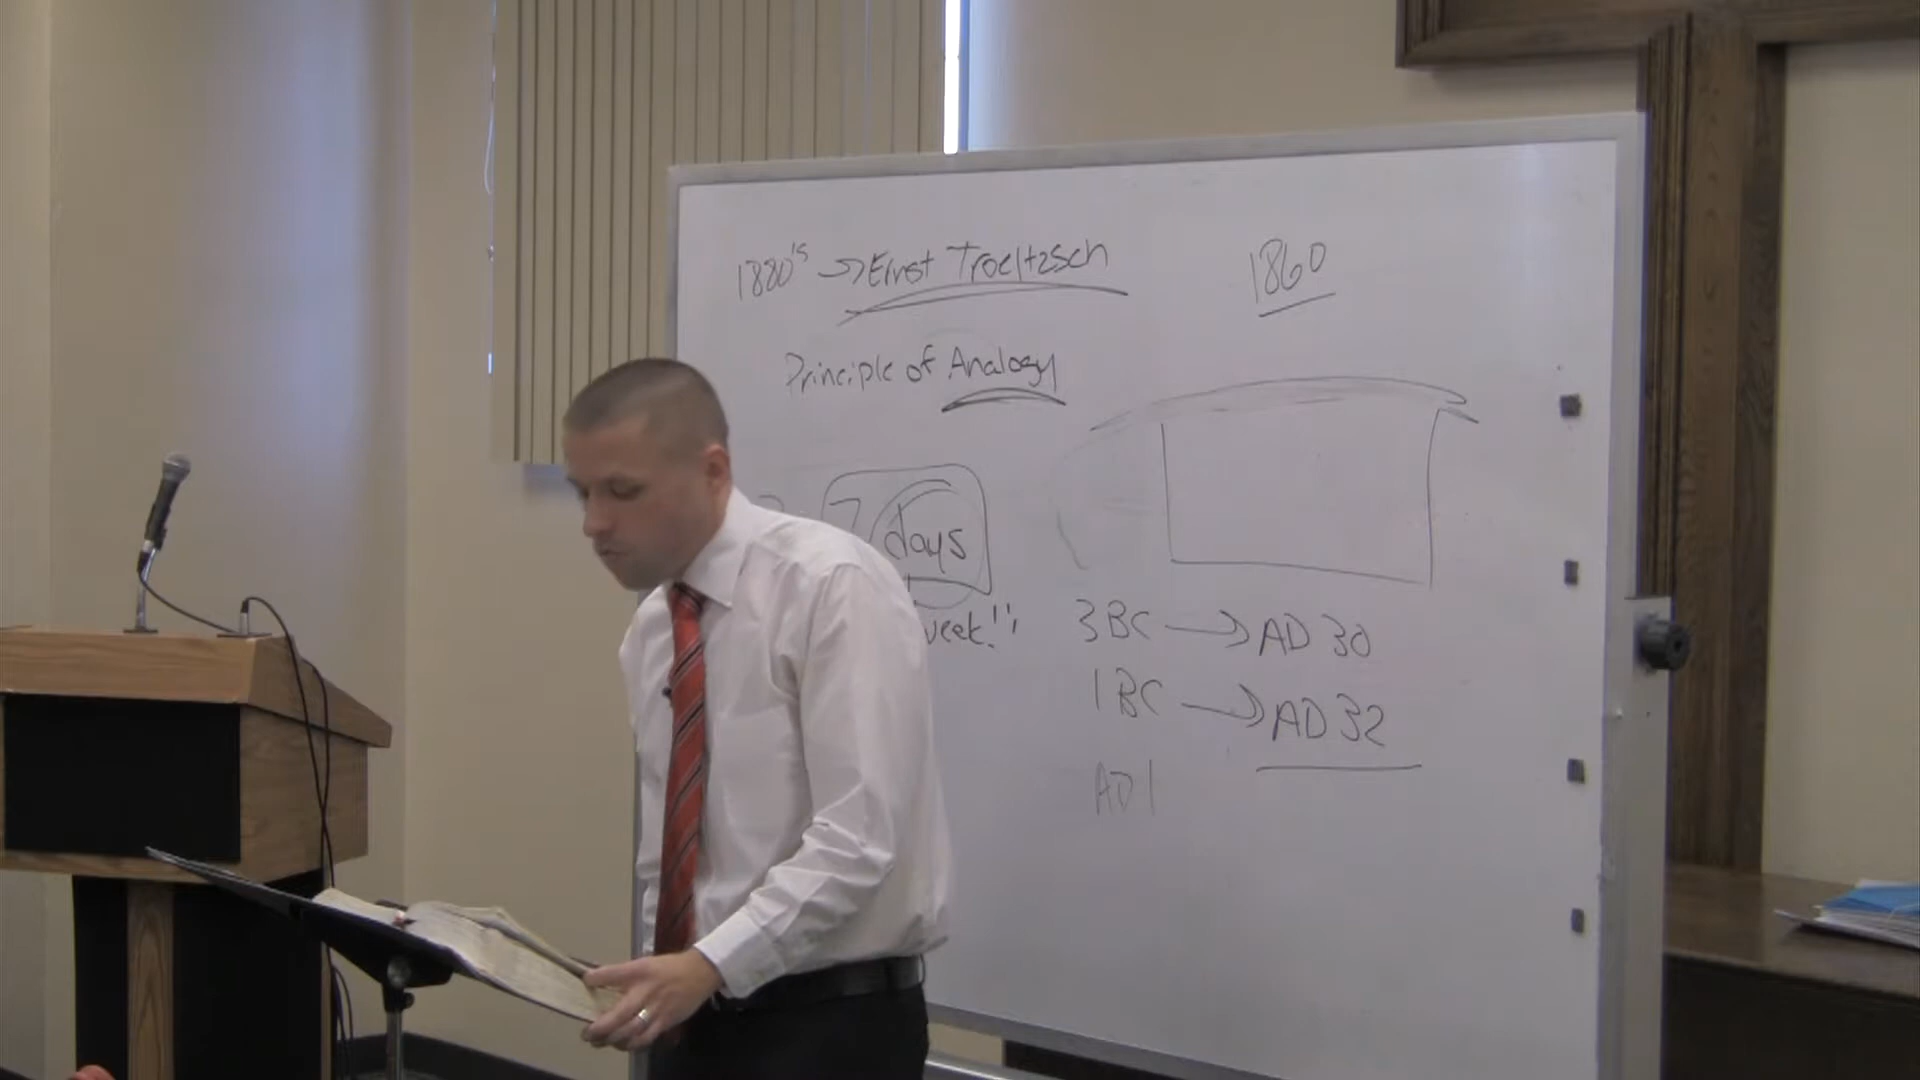 1880's → Ernst Troeltzsch
Principle of Analogy
7 days
week!"
1860
3 BC → AD 30
1 BC → AD 32
AD 1